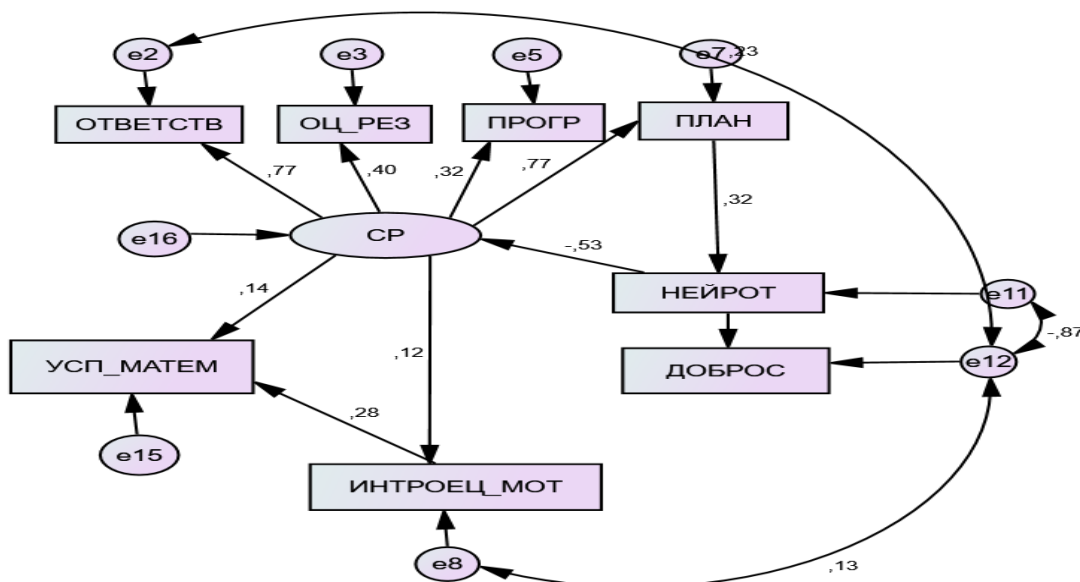 e2
e3
e5
e7
,23
ОТВЕТСТВ
ОЦ_РЕЗ
ПРОГР
ПЛАН
,77
,40
,32
,77
,32
e16
СР
-,53
НЕЙРОТ
e11
,14
-,87
УСП_МАТЕМ
,12
ДОБРОС
e12
,28
e15
ИНТРОЕЦ_МОТ
e8
,13